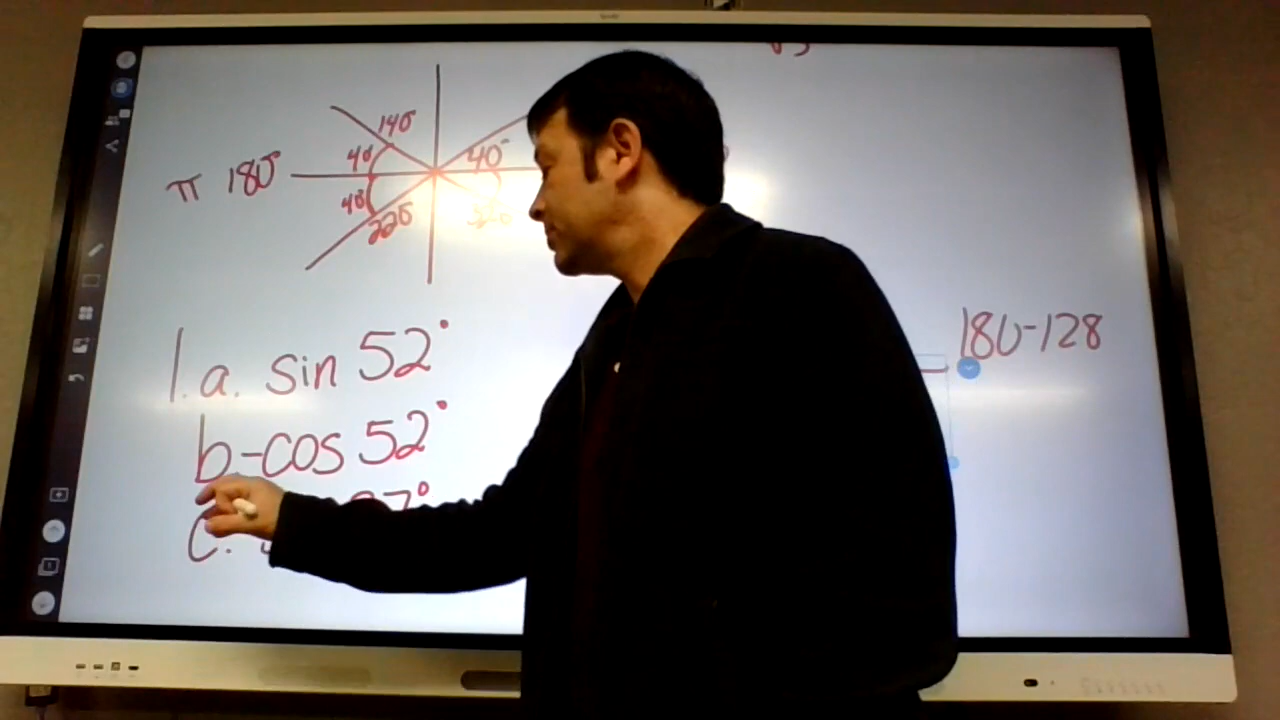 140°
40°
40°
π 180°
40°
220°
180-128
1. a. sin 52°
b. -cos 52°
c.